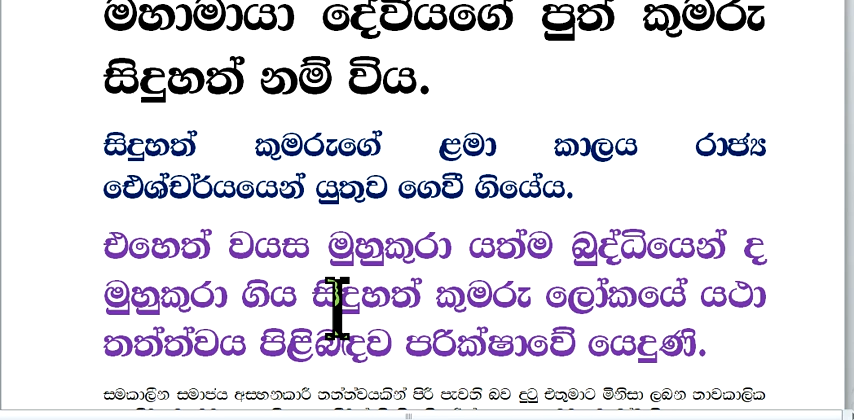 මහාමායා දේවියගේ පුත් කුමරු
සිදුහත් නම් විය.
සිදුහත් කුමරුගේ ළමා කාලය රාජ්‍ය
ඓශ්චර්යයෙන් යුතුව ගෙවී ගියේය.
එහෙත් වයස මුහුකුරා යත්ම බුද්ධියෙන් ද
මුහුකුරා ගිය සිදුහත් කුමරු ලෝකයේ යථා
තත්ත්වය පිළිබඳව පරික්ෂාවේ යෙදුණි.
සමකාලීන සමාජය අසහනකාරී තත්ත්වයකින් පිරී පැවති බව දුටු එතුමාට මිනිසා ලබන තාවකාලික